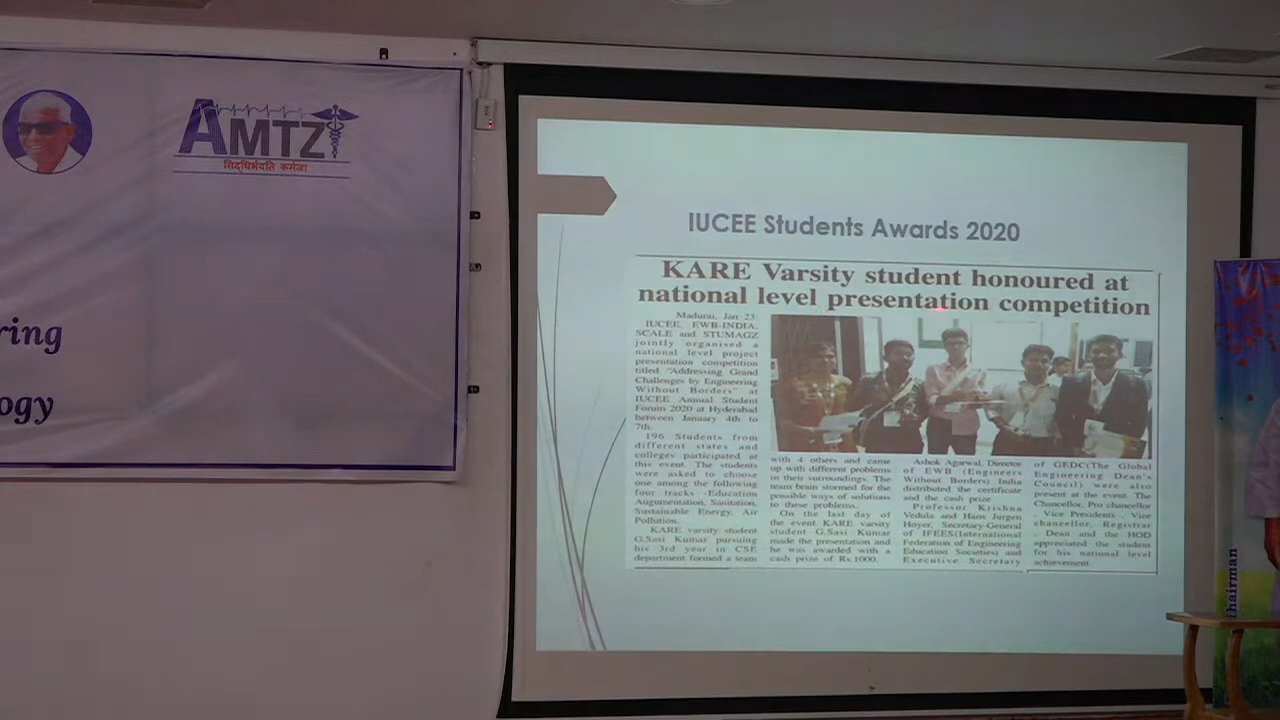 AMTZ
सिद्धिर्भवति कर्मजा
ring
ogy
IUCEE Students Awards 2020
KARE Varsity student honoured at
national level presentation competition
Madurai, Jan 23:
IUCEE, EWB-INDIA,
SCALE and STUMAGZ
jointly organised a
national level project
presentation competition
titled "Addressing Grand
Challenges by Engineering
Without Borders" at
IUCEE Annual Student
Forum 2020 at Hyderabad
between January 4th to
7th.
196 Students from
different states and
colleges participated at
this event. The students
were asked to choose
one among the following
four tracks -Education
Augumentation, Sanitation,
Sustainable Energy, Air
Pollution.
KARE varsity student
G.Sasi Kumar pursuing
his 3rd year in CSE
department formed a team
with 4 others and came
up with different problems
in their surroundings. The
team brain stormed for the
possible ways of solutions
to these problems.
On the last day of
the event KARE varsity
student G.Sasi Kumar
made the presentation and
he was awarded with a
cash prize of Rs.1000.
Ashok Agarwal, Director
of EWB (Engineers
Without Borders) India
distributed the certificate
and the cash prize
Professor Krishna
Vedula and Hans Jurgen
Hoyer, Secretary-General
of IFEES(International
Federation of Engineering
Education Societies) and
Executive Secretary
of GEDC(The Global
Engineering Dean's
Council) were also
present at the event. The
Chancellor, Pro chancellor
, Vice Presidents , Vice
chancellor, Registrar
, Dean and the HOD
appreciated the student
for his national level
achievement.
hairman